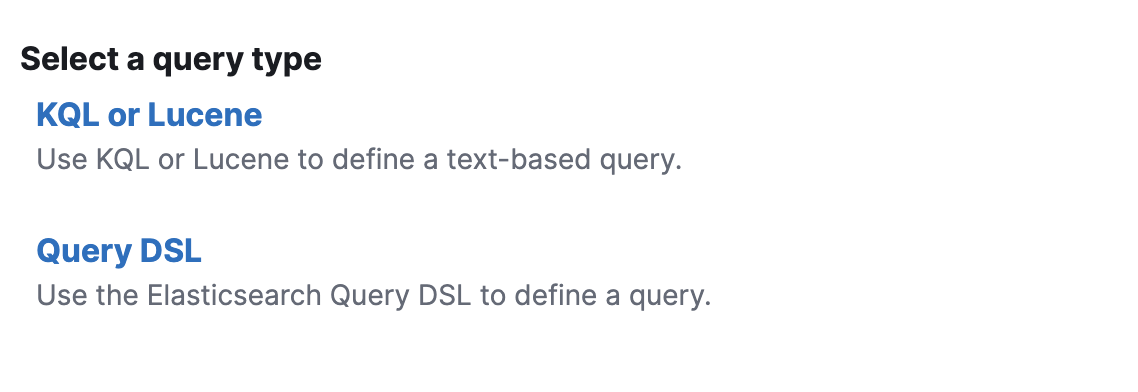 Select a query type
KQL or Lucene
Use KQL or Lucene to define a text-based query.
Query DSL
Use the Elasticsearch Query DSL to define a query.